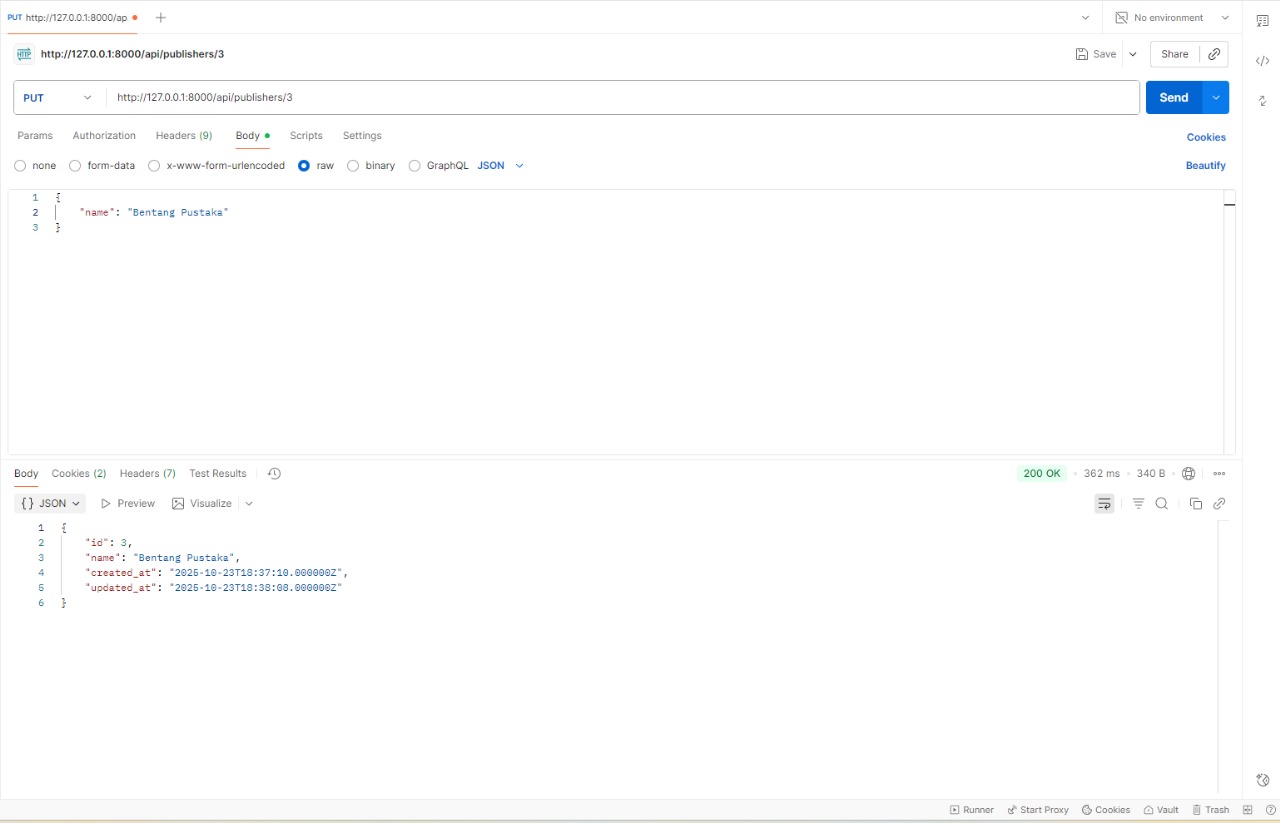 PUT http://127.0.0.1:8000/ap
No environment
HTTP http://127.0.0.1:8000/api/publishers/3
Save
Share
PUT http://127.0.0.1:8000/api/publishers/3
Send
Params Authorization Headers (9) Body Scripts Settings
Cookies
none form-data x-www-form-urlencoded raw binary GraphQL JSON
Beautify
1 {
2 "name": "Bentang Pustaka"
3 }
Body Cookies (2) Headers (7) Test Results
200 OK 362 ms 340 B
{} JSON Preview Visualize
1 {
2 "id": 3,
3 "name": "Bentang Pustaka",
4 "created_at": "2025-10-23T18:37:10.000000Z",
5 "updated_at": "2025-10-23T18:38:08.000000Z"
6 }
Runner Start Proxy Cookies Vault Trash